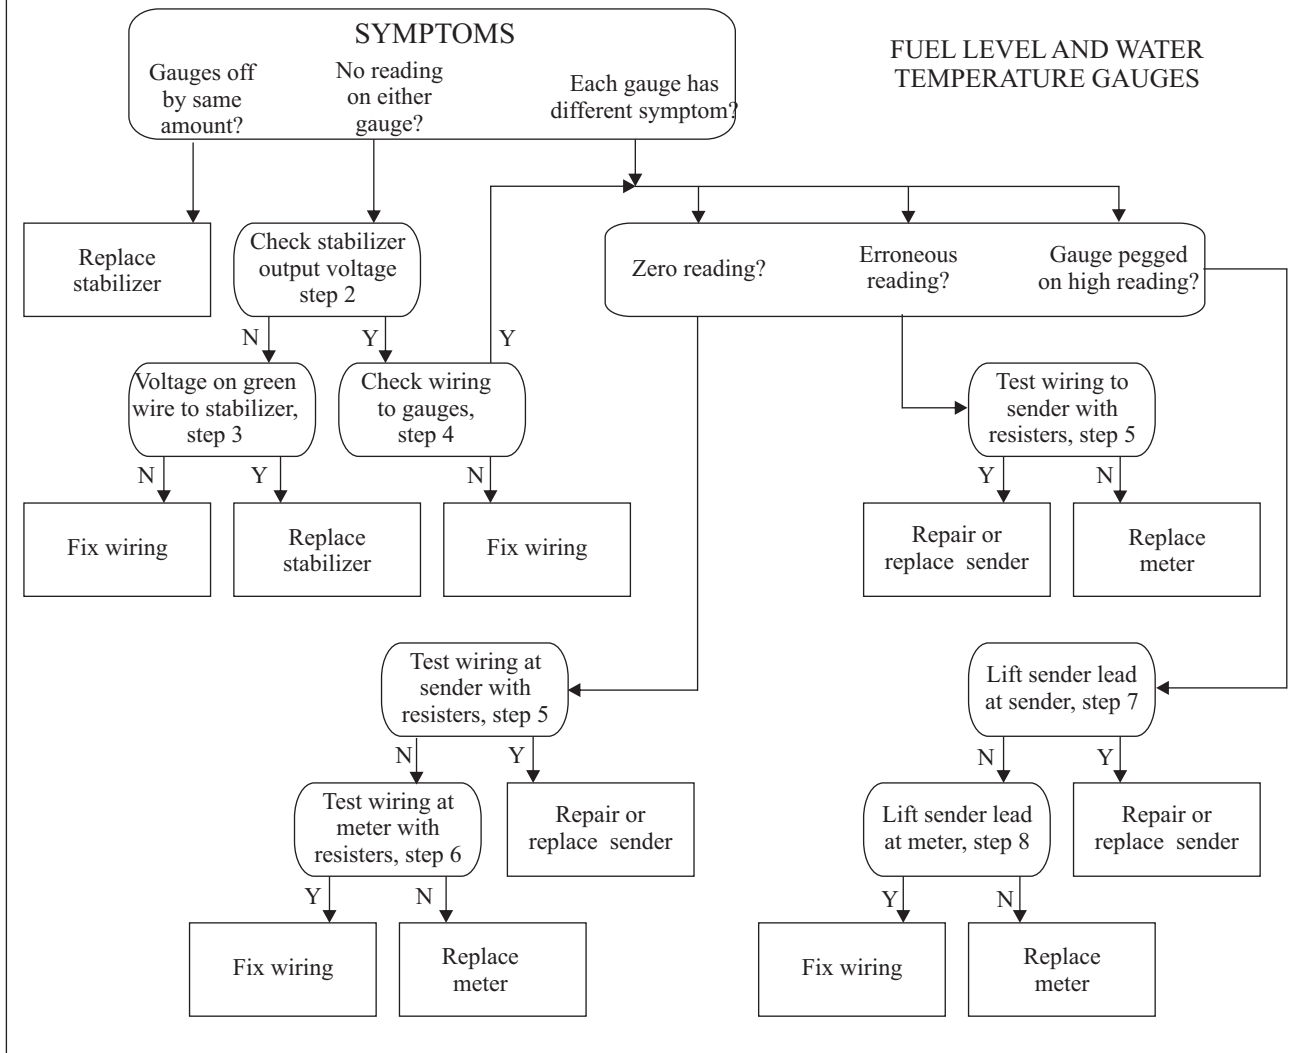 SYMPTOMS
Gauges off
by same
amount?
No reading
on either
gauge?
Each gauge has
different symptom?
FUEL LEVEL AND WATER
TEMPERATURE GAUGES
Replace
stabilizer
Check stabilizer
output voltage
step 2
Zero reading?
Erroneous
reading?
Gauge pegged
on high reading?
N
Y
Y
Voltage on green
wire to stabilizer,
step 3
Check wiring
to gauges,
step 4
Test wiring to
sender with
resisters, step 5
N
Y
N
Y
N
Fix wiring
Replace
stabilizer
Fix wiring
Repair or
replace sender
Replace
meter
Test wiring at
sender with
resisters, step 5
Lift sender lead
at sender, step 7
N
Y
N
Y
Test wiring at
meter with
resisters, step 6
Repair or
replace sender
Lift sender lead
at meter, step 8
Repair or
replace sender
Y
N
Y
N
Fix wiring
Replace
meter
Fix wiring
Replace
meter